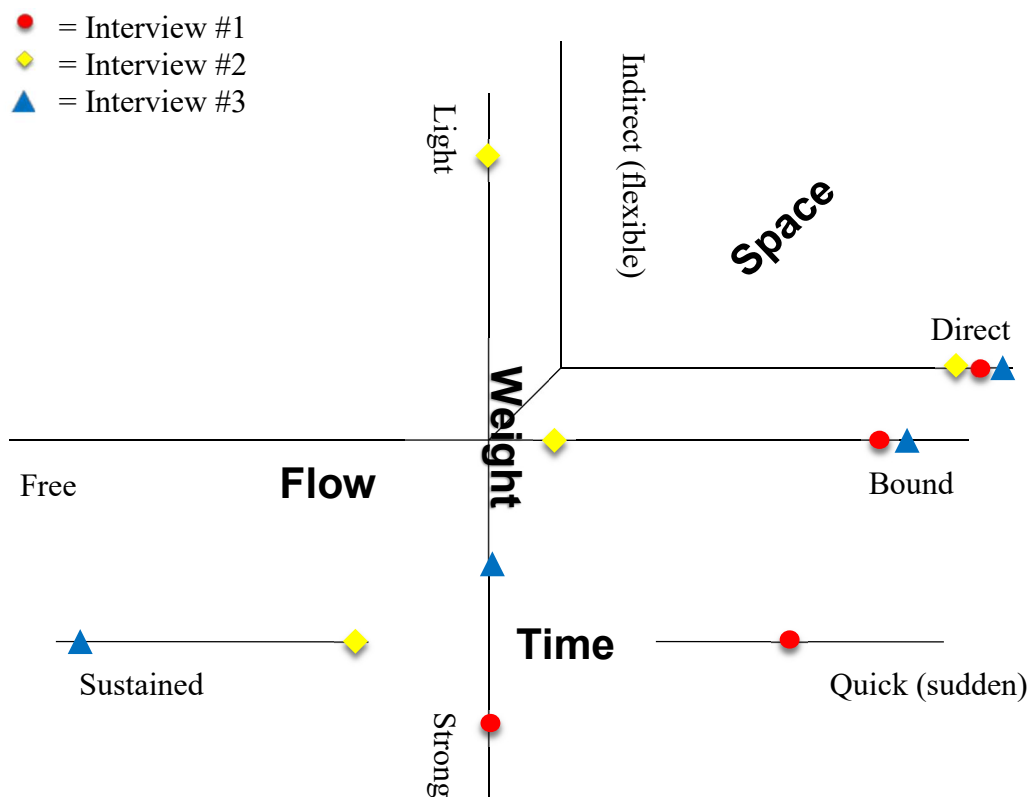 = Interview #1
= Interview #2
= Interview #3
Light
Indirect (flexible)
Space
Direct
Weight
Free
Flow
Bound
Time
Sustained
Quick (sudden)
Strong